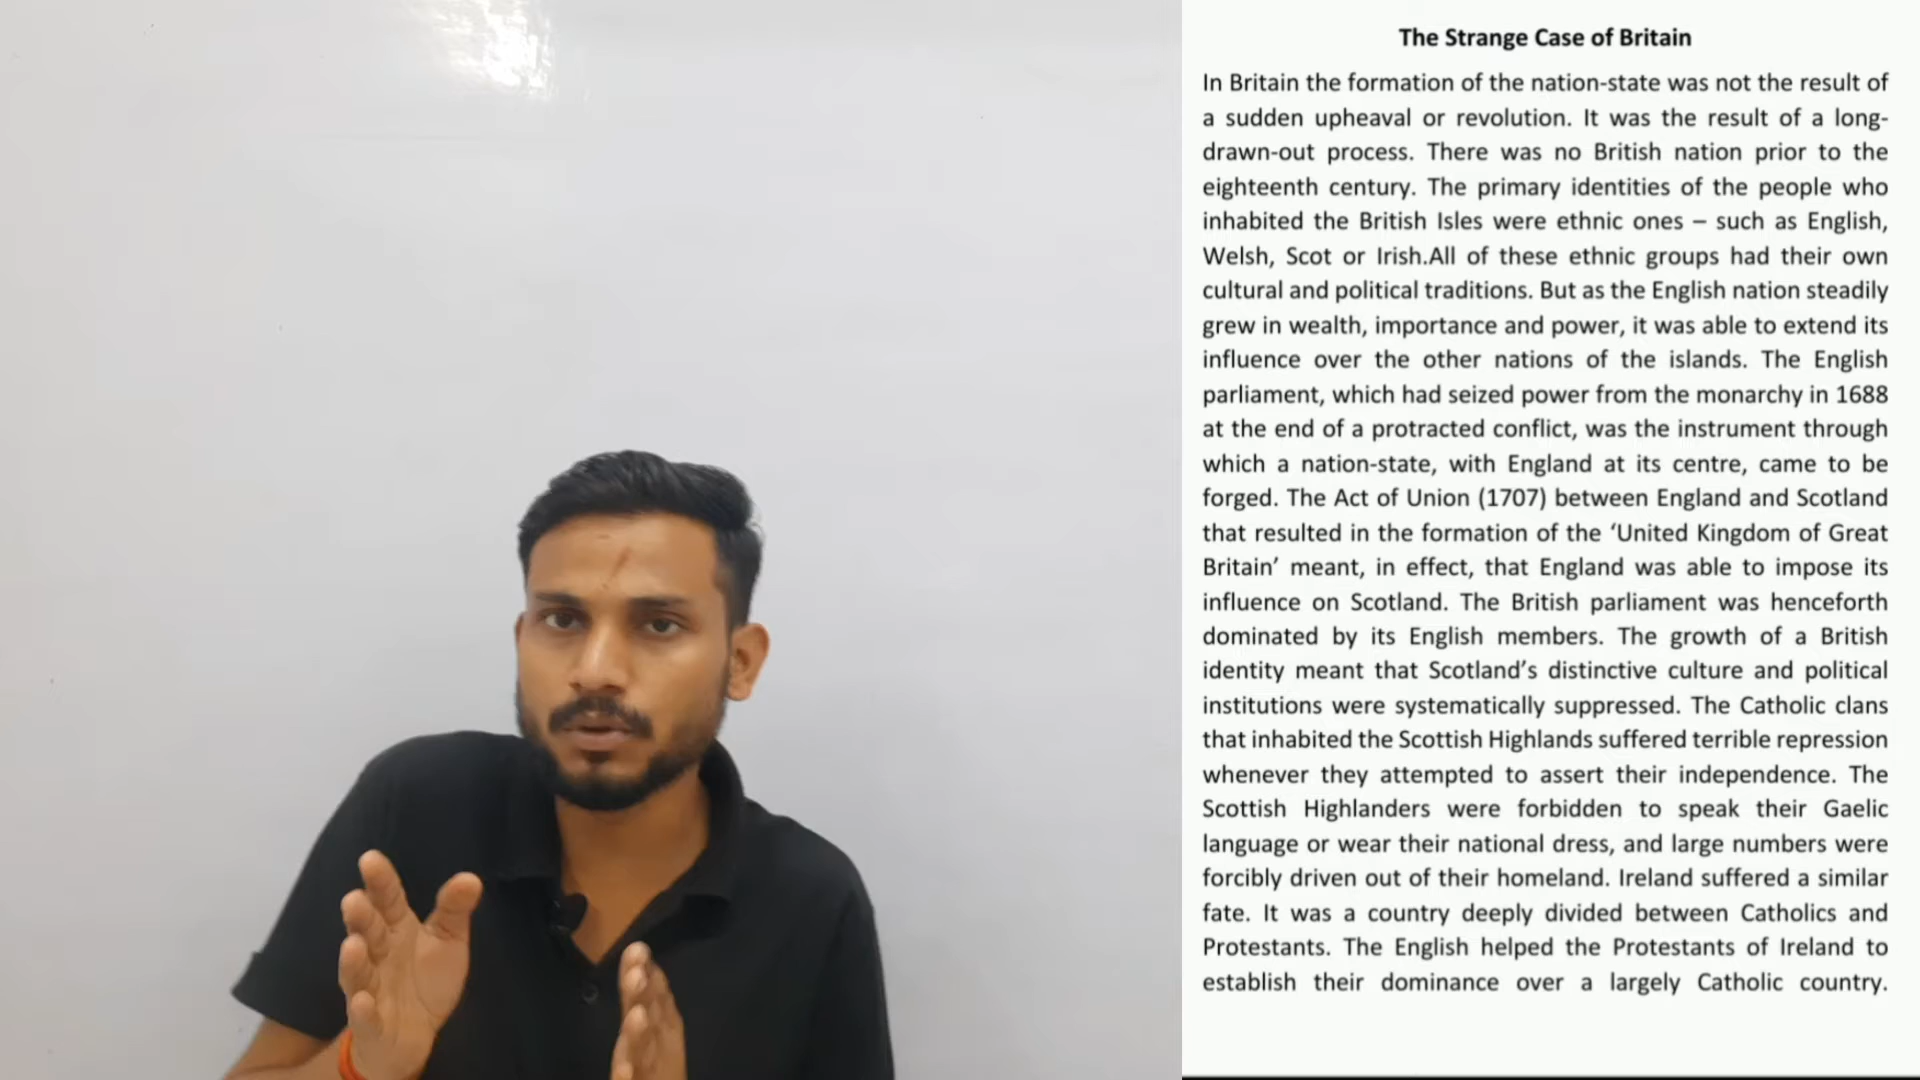 The Strange Case of Britain
In Britain the formation of the nation-state was not the result of
a sudden upheaval or revolution. It was the result of a long-
drawn-out process. There was no British nation prior to the
eighteenth century. The primary identities of the people who
inhabited the British Isles were ethnic ones – such as English,
Welsh, Scot or Irish.All of these ethnic groups had their own
cultural and political traditions. But as the English nation steadily
grew in wealth, importance and power, it was able to extend its
influence over the other nations of the islands. The English
parliament, which had seized power from the monarchy in 1688
at the end of a protracted conflict, was the instrument through
which a nation-state, with England at its centre, came to be
forged. The Act of Union (1707) between England and Scotland
that resulted in the formation of the ‘United Kingdom of Great
Britain’ meant, in effect, that England was able to impose its
influence on Scotland. The British parliament was henceforth
dominated by its English members. The growth of a British
identity meant that Scotland’s distinctive culture and political
institutions were systematically suppressed. The Catholic clans
that inhabited the Scottish Highlands suffered terrible repression
whenever they attempted to assert their independence. The
Scottish Highlanders were forbidden to speak their Gaelic
language or wear their national dress, and large numbers were
forcibly driven out of their homeland. Ireland suffered a similar
fate. It was a country deeply divided between Catholics and
Protestants. The English helped the Protestants of Ireland to
establish their dominance over a largely Catholic country.